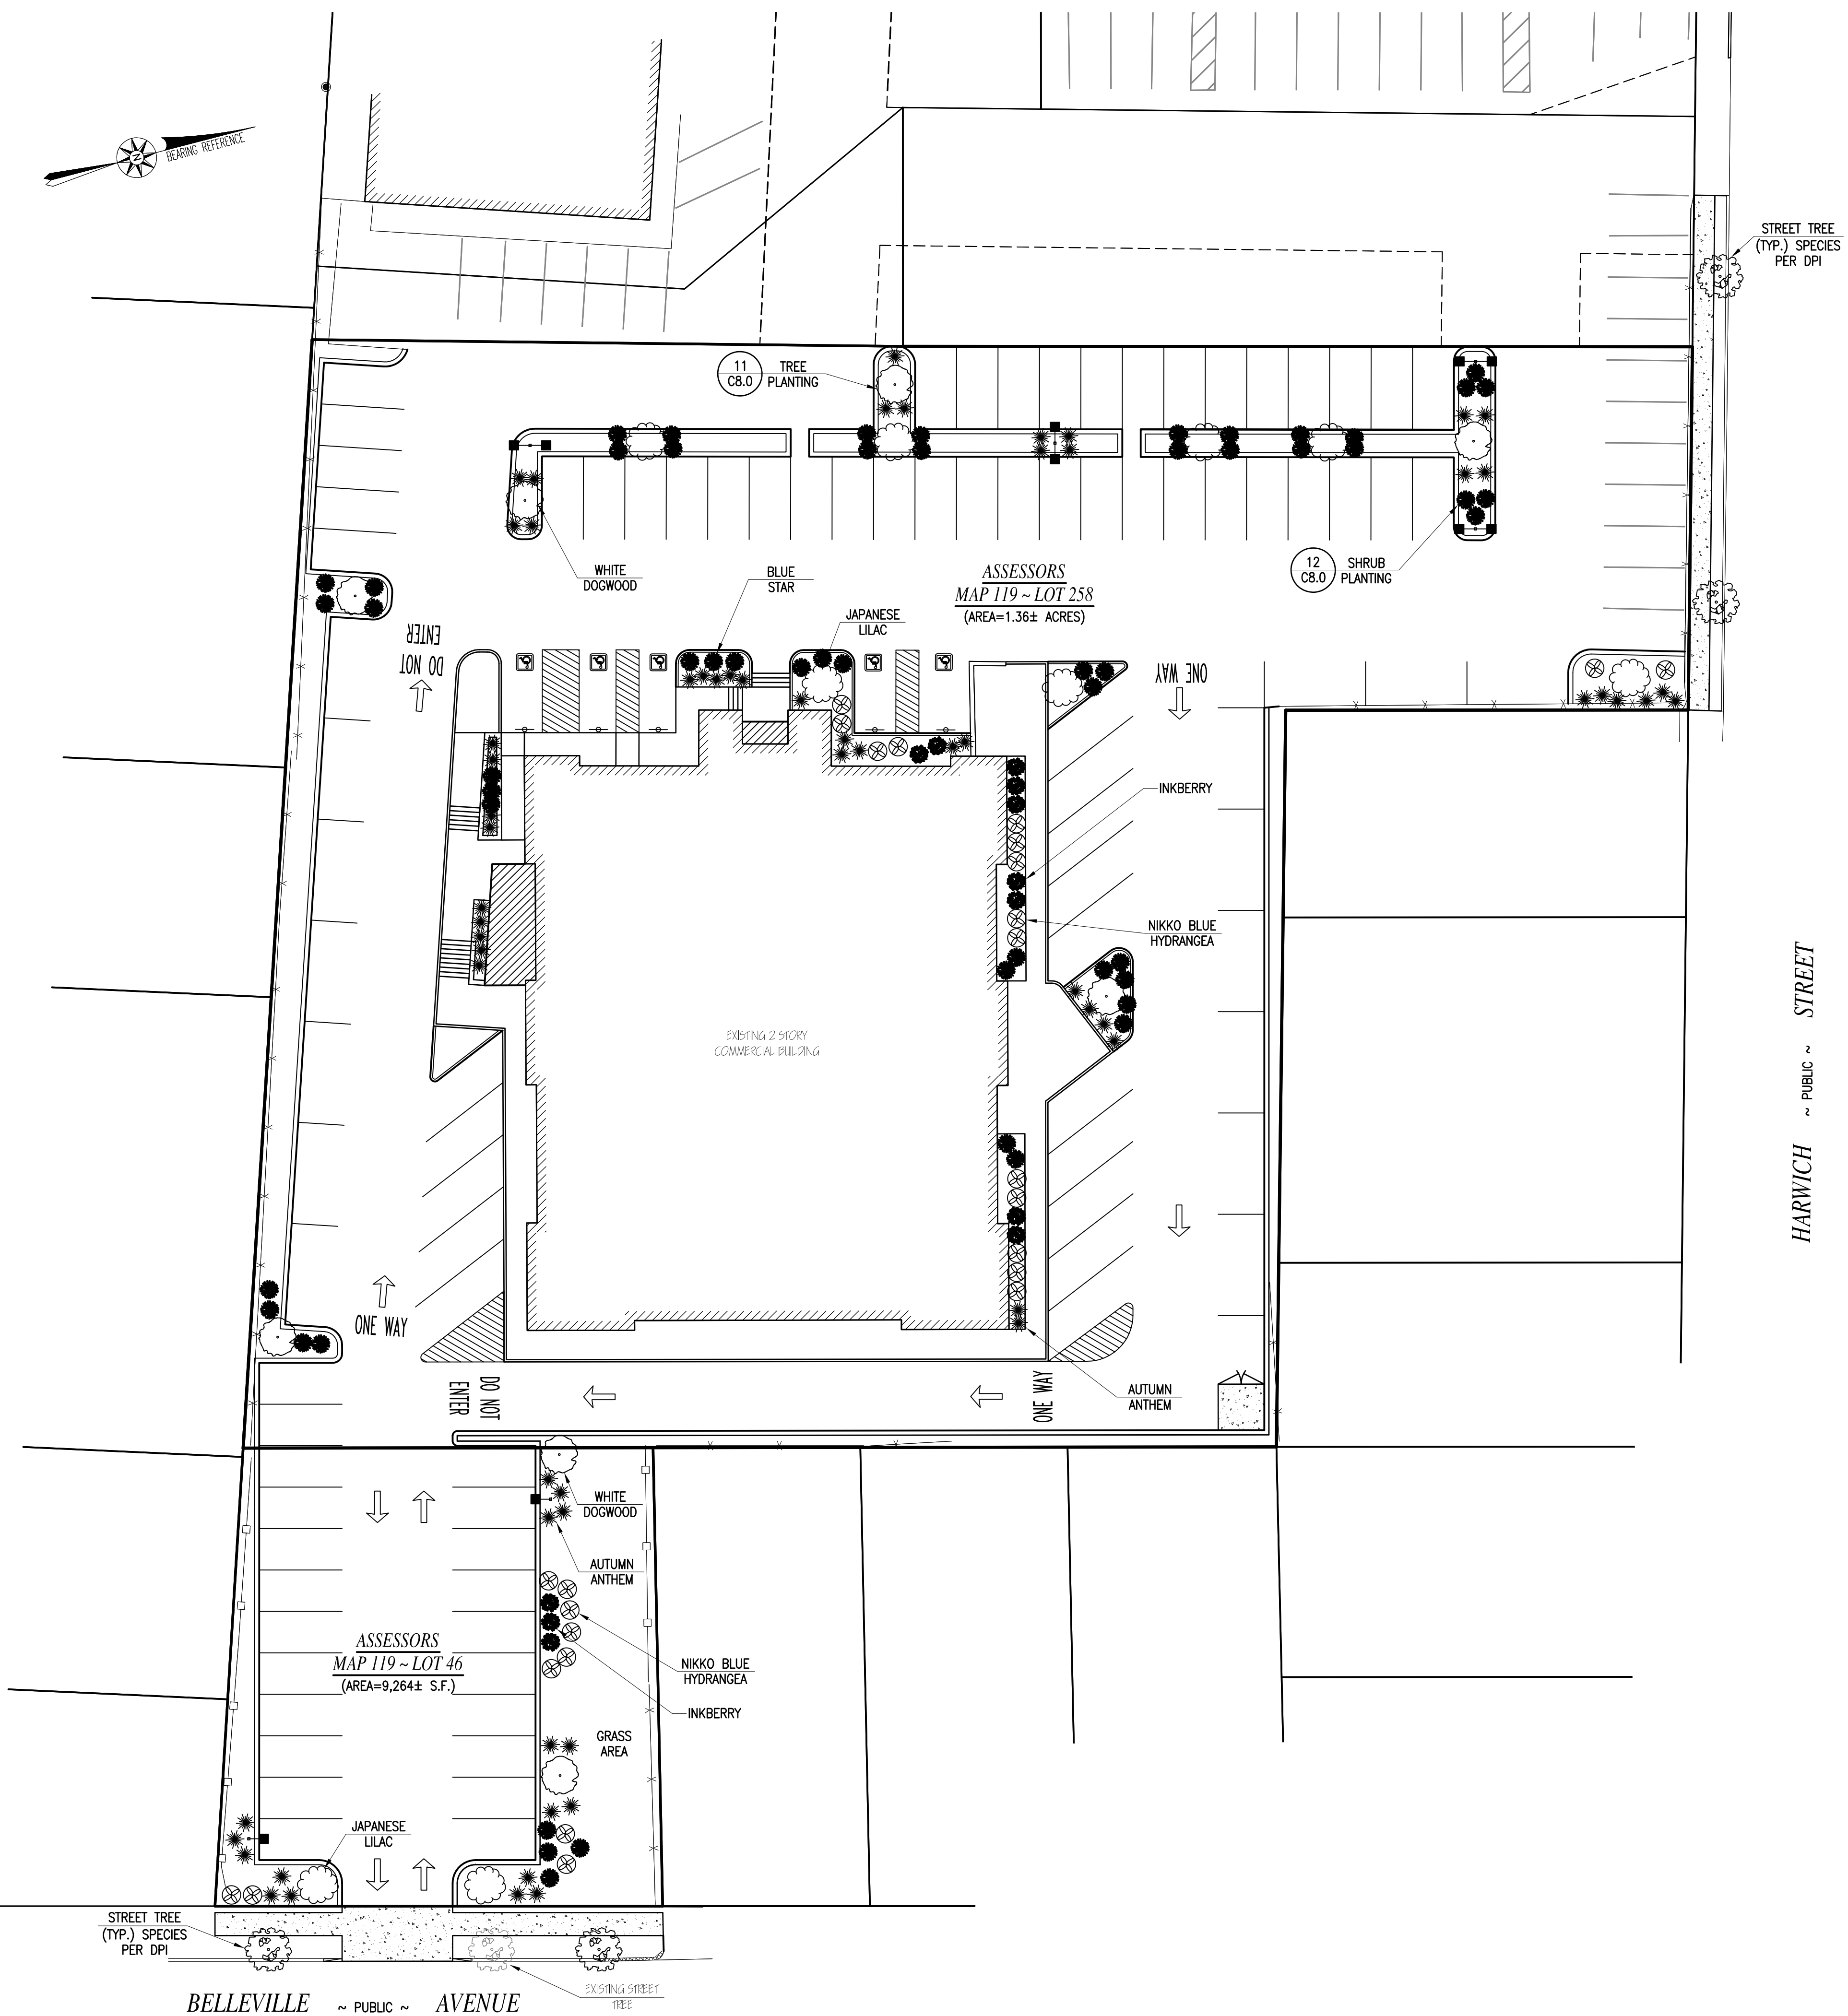 N
BEARING REFERENCE
STREET TREE
(TYP.) SPECIES
PER DPI
11
C8.0
TREE
PLANTING
WHITE
DOGWOOD
BLUE
STAR
ASSESSORS
MAP 119 ~ LOT 258
(AREA=1.36± ACRES)
12
C8.0
SHRUB
PLANTING
JAPANESE
LILAC
DO NOT
ENTER
ONE WAY
INKBERRY
NIKKO BLUE
HYDRANGEA
EXISTING 2 STORY
COMMERCIAL BUILDING
HARWICH ~ PUBLIC ~ STREET
ONE WAY
DO NOT
ENTER
ONE WAY
AUTUMN
ANTHEM
WHITE
DOGWOOD
AUTUMN
ANTHEM
ASSESSORS
MAP 119 ~ LOT 46
(AREA=9,264± S.F.)
NIKKO BLUE
HYDRANGEA
INKBERRY
GRASS
AREA
JAPANESE
LILAC
STREET TREE
(TYP.) SPECIES
PER DPI
EXISTING STREET
TREE
BELLEVILLE ~ PUBLIC ~ AVENUE